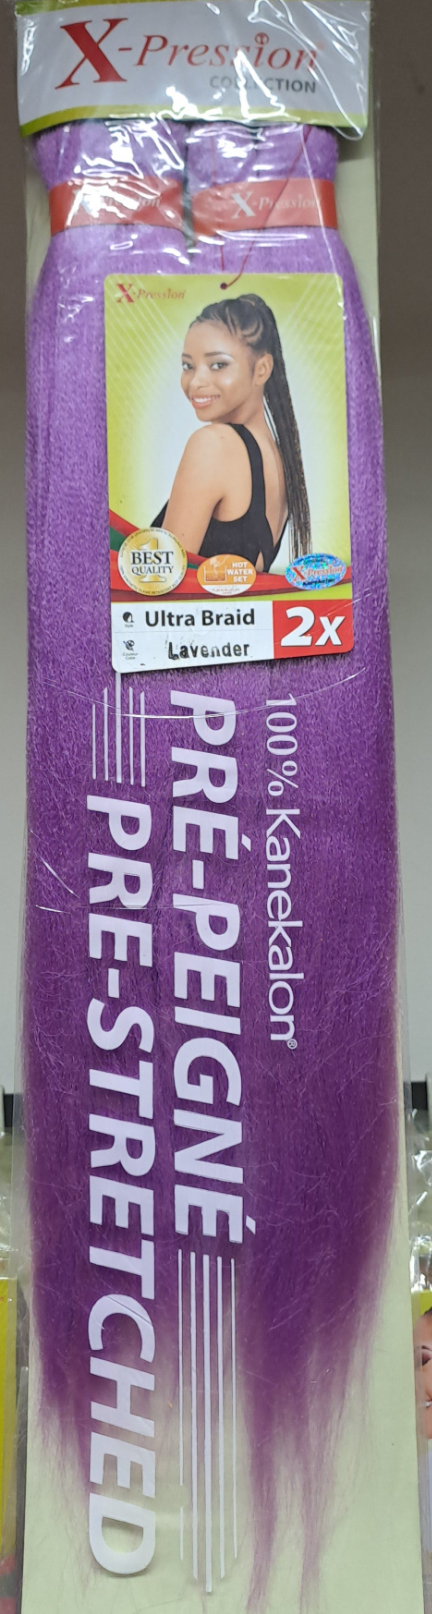 X-Pression
COLLECTION
X-Pression
X-Pression
BEST
QUALITY
1
HOT
WATER
SET
X-Pression
Ultra Braid
2x
Lavender
100% Kanekalon®
PRÉ-PEIGNÉ
PRE-STRETCHED